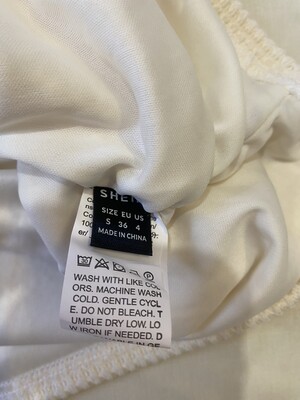 SHE
SIZE EU US
S 36 4
MADE IN CHINA
WASH WITH LIKE COL
ORS. MACHINE WASH
COLD. GENTLE CYCL
E. DO NOT BLEACH. T
UMBLE DRY LOW. LO
W IRON IF NEEDED. D